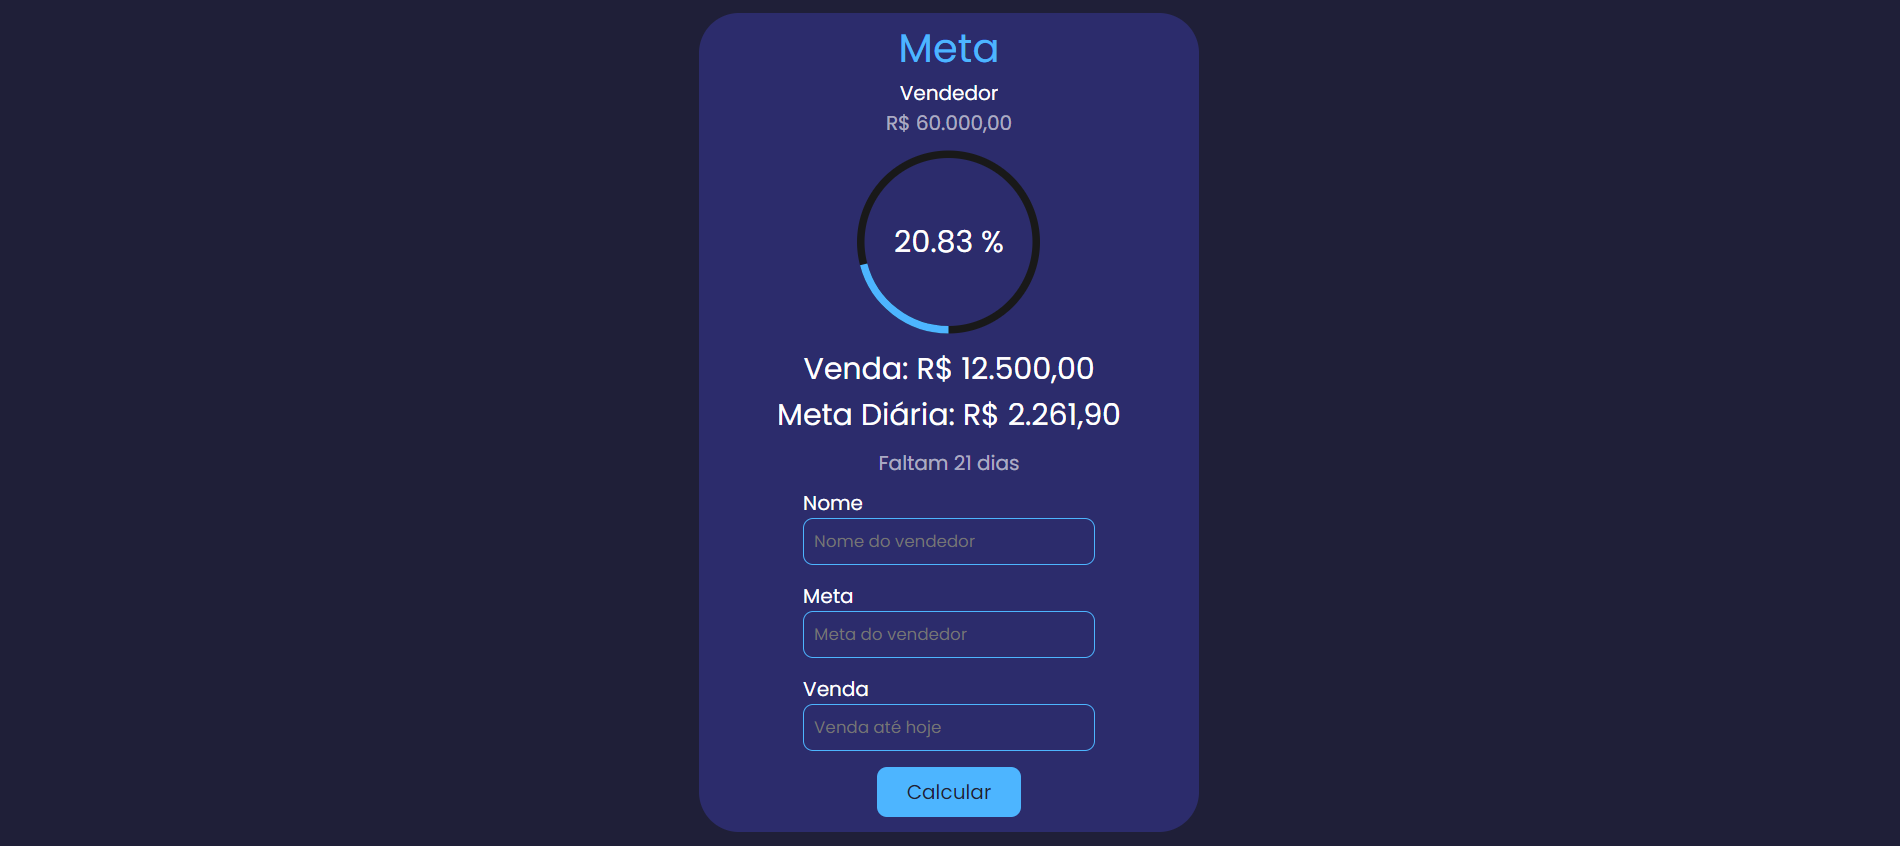 Meta
Vendedor
R$ 60.000,00
20.83 %
Venda: R$ 12.500,00
Meta Diária: R$ 2.261,90
Faltam 21 dias
Nome
Nome do vendedor
Meta
Meta do vendedor
Venda
Venda até hoje
Calcular